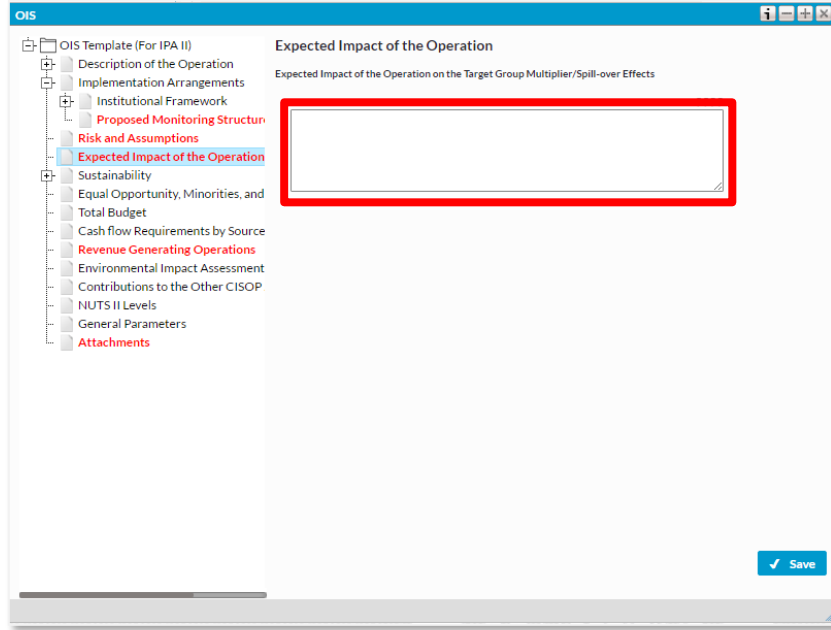 OIS
OIS Template (For IPA II)
Description of the Operation
Implementation Arrangements
Institutional Framework
Proposed Monitoring Structure
Risk and Assumptions
Expected Impact of the Operation
Sustainability
Equal Opportunity, Minorities, and
Total Budget
Cash flow Requirements by Source
Revenue Generating Operations
Environmental Impact Assessment
Contributions to the Other CISOP
NUTS II Levels
General Parameters
Attachments
Expected Impact of the Operation
Expected Impact of the Operation on the Target Group Multiplier/Spill-over Effects
Save